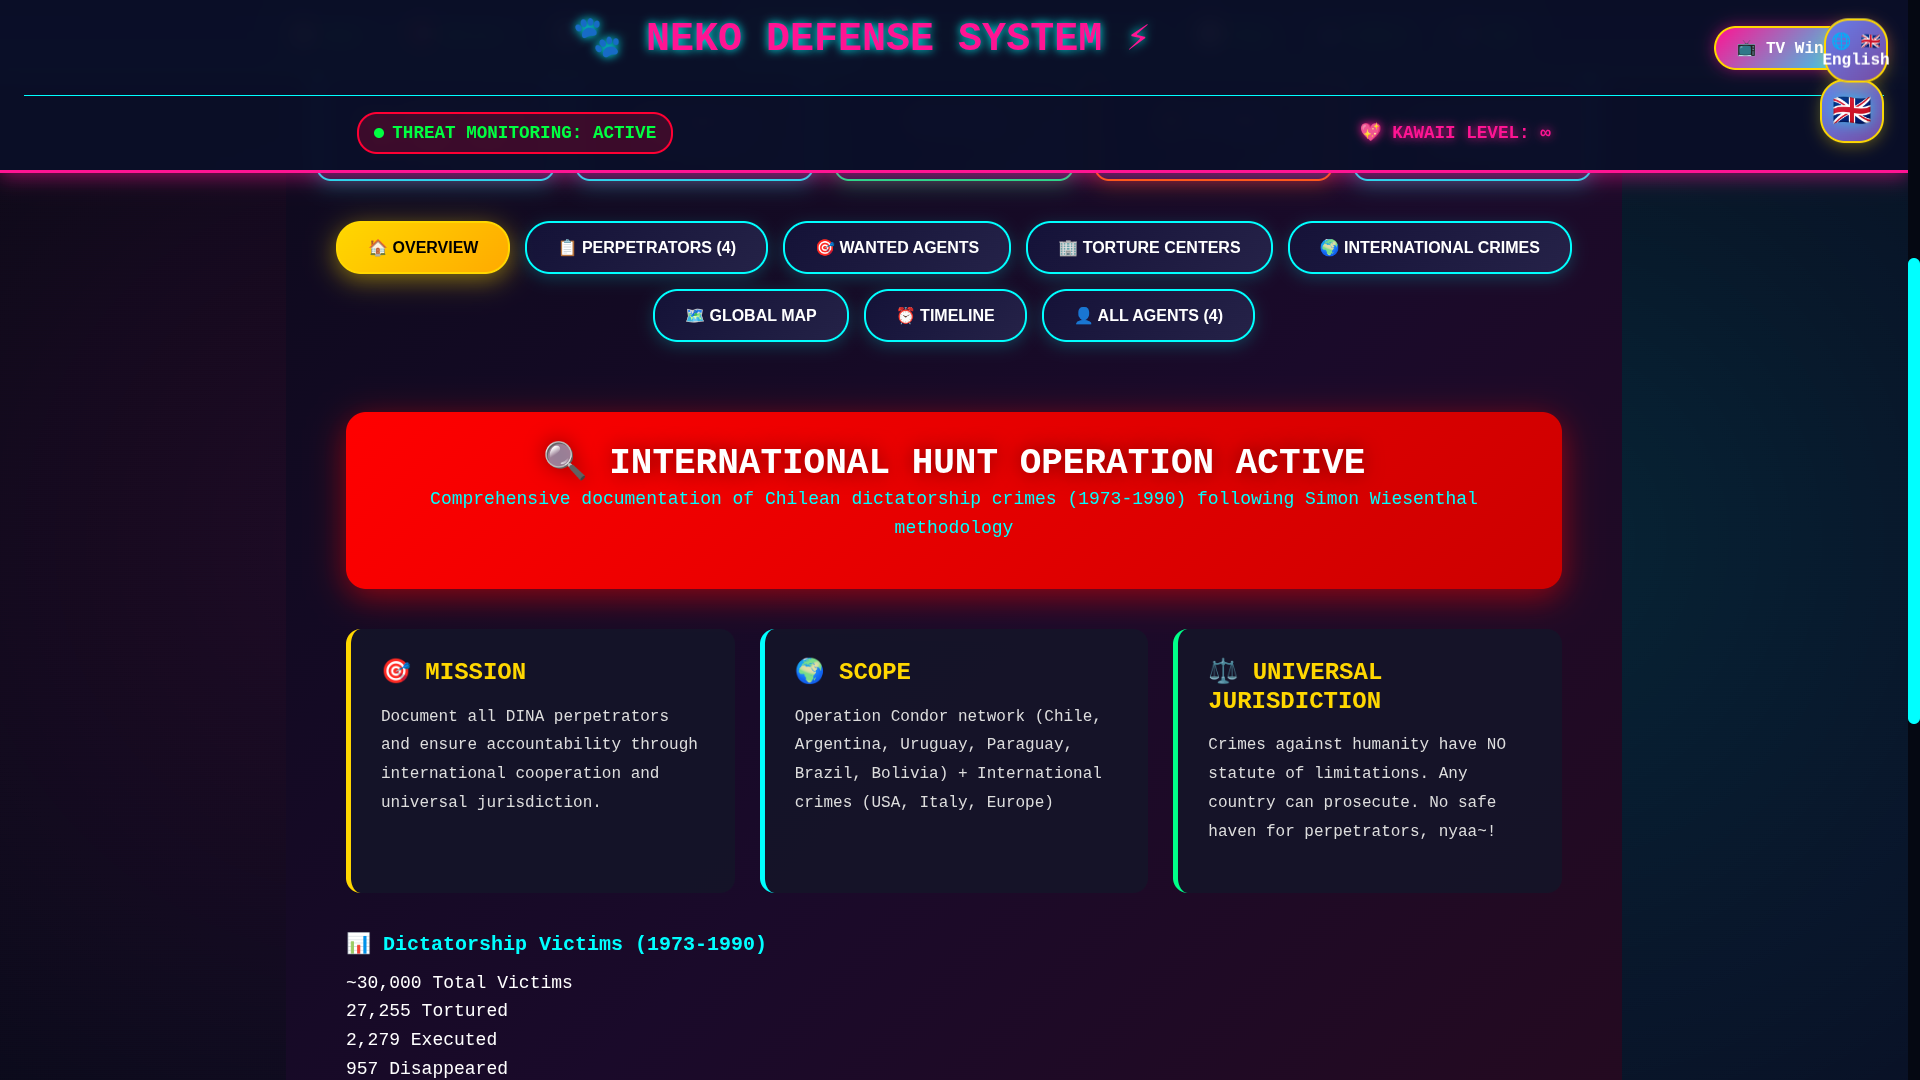 🐾 NEKO DEFENSE SYSTEM ⚡
📺 TV Win
🌐 🇬🇧
English
🇬🇧
THREAT MONITORING: ACTIVE
💖 KAWAII LEVEL: ∞
🏠 OVERVIEW
📋 PERPETRATORS (4)
🎯 WANTED AGENTS
🏢 TORTURE CENTERS
🌍 INTERNATIONAL CRIMES
🗺️ GLOBAL MAP
⏰ TIMELINE
👤 ALL AGENTS (4)
🔍 INTERNATIONAL HUNT OPERATION ACTIVE
Comprehensive documentation of Chilean dictatorship crimes (1973-1990) following Simon Wiesenthal
methodology
🎯 MISSION
Document all DINA perpetrators
and ensure accountability through
international cooperation and
universal jurisdiction.
🌍 SCOPE
Operation Condor network (Chile,
Argentina, Uruguay, Paraguay,
Brazil, Bolivia) + International
crimes (USA, Italy, Europe)
⚖️ UNIVERSAL
JURISDICTION
Crimes against humanity have NO
statute of limitations. Any
country can prosecute. No safe
haven for perpetrators, nyaa~!
📊 Dictatorship Victims (1973-1990)
~30,000 Total Victims
27,255 Tortured
2,279 Executed
957 Disappeared